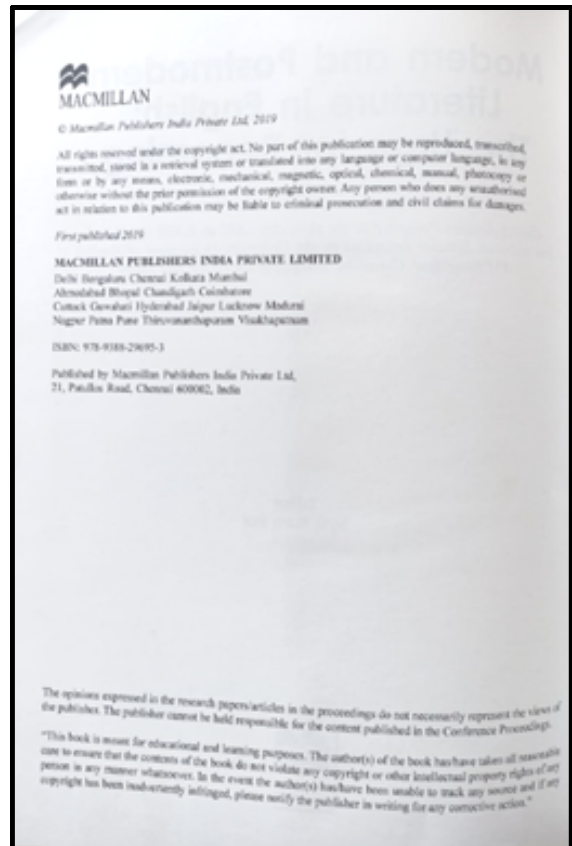 MACMILLAN
© Macmillan Publishers India Private Ltd, 2019
All rights reserved under the copyright act. No part of this publication may be reproduced, transcribed,
transmitted, stored in a retrieval system or translated into any language or computer language, in any
form or by any means, electronic, mechanical, magnetic, optical, chemical, manual, photocopy or
otherwise without the prior permission of the copyright owner. Any person who does any unauthorised
act in relation to this publication may be liable to criminal prosecution and civil claims for damages.
First published 2019
MACMILLAN PUBLISHERS INDIA PRIVATE LIMITED
Delhi Bengaluru Chennai Kolkata Mumbai
Ahmedabad Bhopal Chandigarh Coimbatore
Cuttack Guwahati Hyderabad Jaipur Lucknow Madurai
Nagpur Patna Pune Thiruvananthapuram Visakhapatnam
ISBN: 978-9388-29695-3
Published by Macmillan Publishers India Private Ltd,
21, Patullos Road, Chennai 600002, India
The opinions expressed in the research papers/articles in the proceedings do not necessarily represent the views of
the publisher. The publisher cannot be held responsible for the content published in the Conference Proceedings.
"This book is meant for educational and learning purposes. The author(s) of the book has/have taken all reasonable
care to ensure that the contents of the book do not violate any copyright or other intellectual property rights of any
person in any manner whatsoever. In the event the author(s) has/have been unable to track any source and if any
copyright has been inadvertently infringed, please notify the publisher in writing for any corrective action."